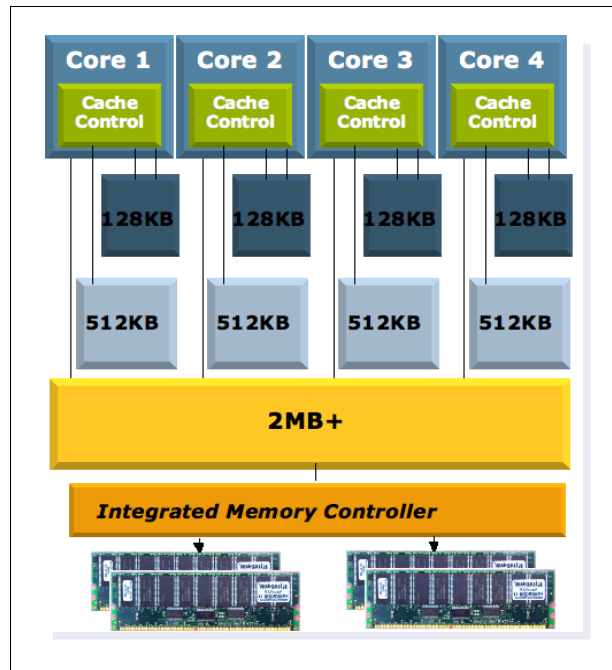 Core 1
Core 2
Core 3
Core 4
Cache
Control
Cache
Control
Cache
Control
Cache
Control
128KB
128KB
128KB
128KB
512KB
512KB
512KB
512KB
2MB+
Integrated Memory Controller